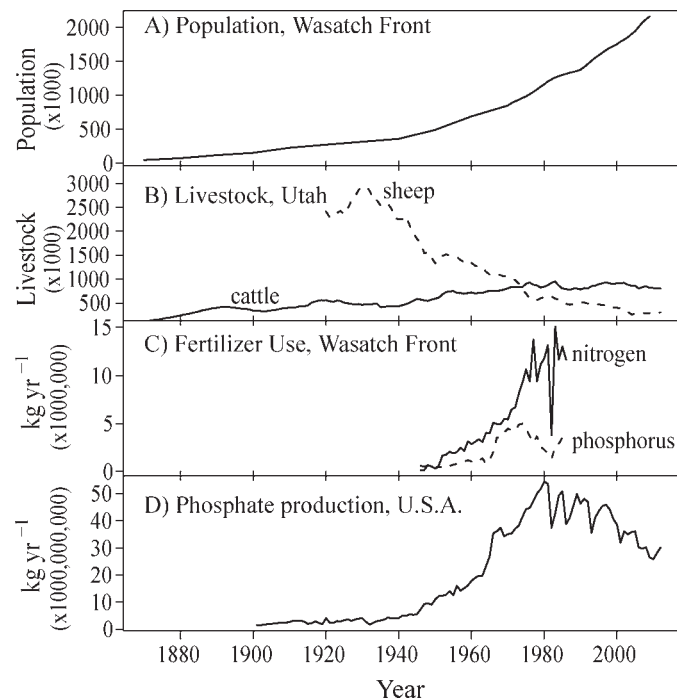 A) Population, Wasatch Front
Population
(x1000)
2000
1500
1000
500
0
B) Livestock, Utah
sheep
cattle
Livestock
(x1000)
3000
2500
2000
1500
1000
500
C) Fertilizer Use, Wasatch Front
nitrogen
phosphorus
kg yr⁻¹
(x1000,000)
15
10
5
0
D) Phosphate production, U.S.A.
kg yr⁻¹
(x1000,000,000)
50
40
30
20
10
0
1880 1900 1920 1940 1960 1980 2000
Year